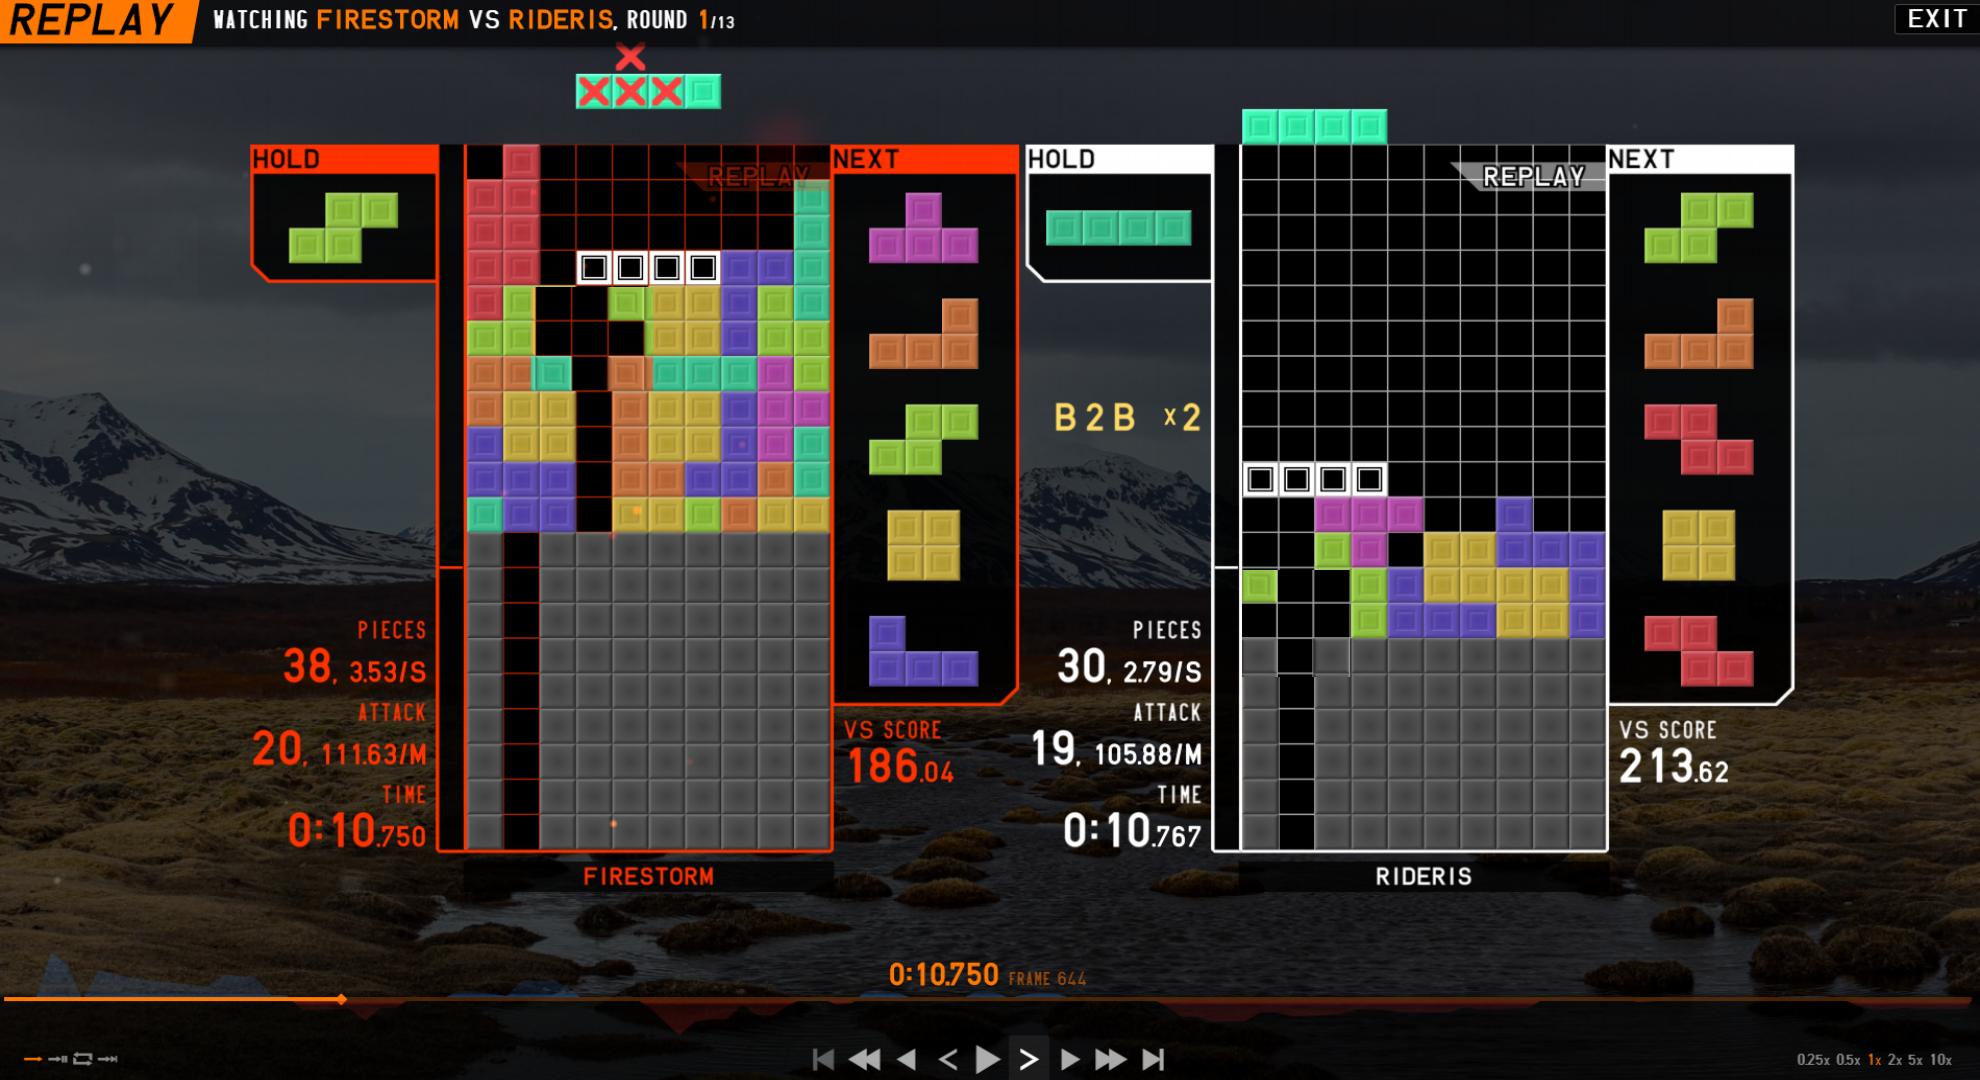 REPLAY
WATCHING FIRESTORM VS RIDERIS, ROUND 1/13
EXIT
HOLD
REPLAY
NEXT
PIECES
38, 3.53/S
ATTACK
20, 111.63/M
TIME
0:10.750
VS SCORE
186.04
FIRESTORM
HOLD
REPLAY
NEXT
B2B x2
PIECES
30, 2.79/S
ATTACK
19, 105.88/M
TIME
0:10.767
VS SCORE
213.62
RIDERIS
0:10.750 FRAME 644
0.25x 0.5x 1x 2x 5x 10x